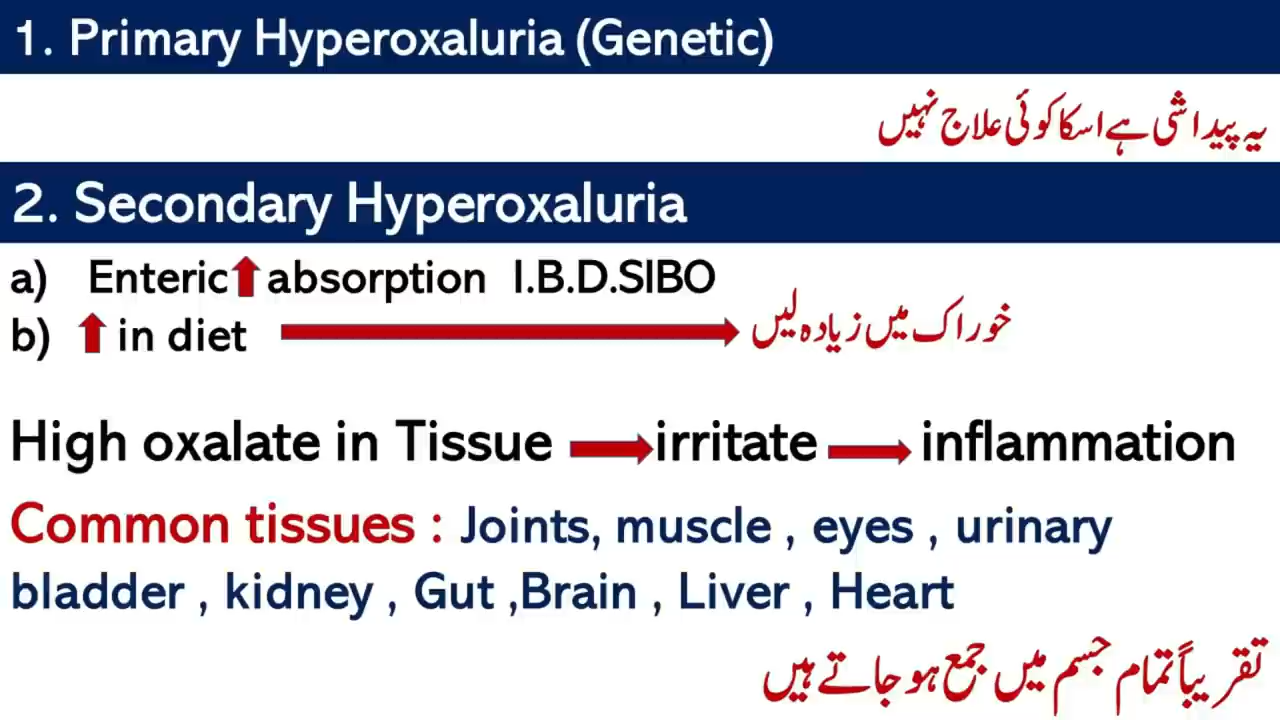 1. Primary Hyperoxaluria (Genetic)
یہ پیدائشی ہے اسکا کوئی علاج نہیں
2. Secondary Hyperoxaluria
a) Enteric absorption I.B.D.SIBO
b) in diet
خوراک میں زیادہ لیں
High oxalate in Tissue irritate inflammation
Common tissues : Joints, muscle , eyes , urinary
bladder , kidney , Gut ,Brain , Liver , Heart
تقریباً تمام جسم میں جمع ہو جاتے ہیں